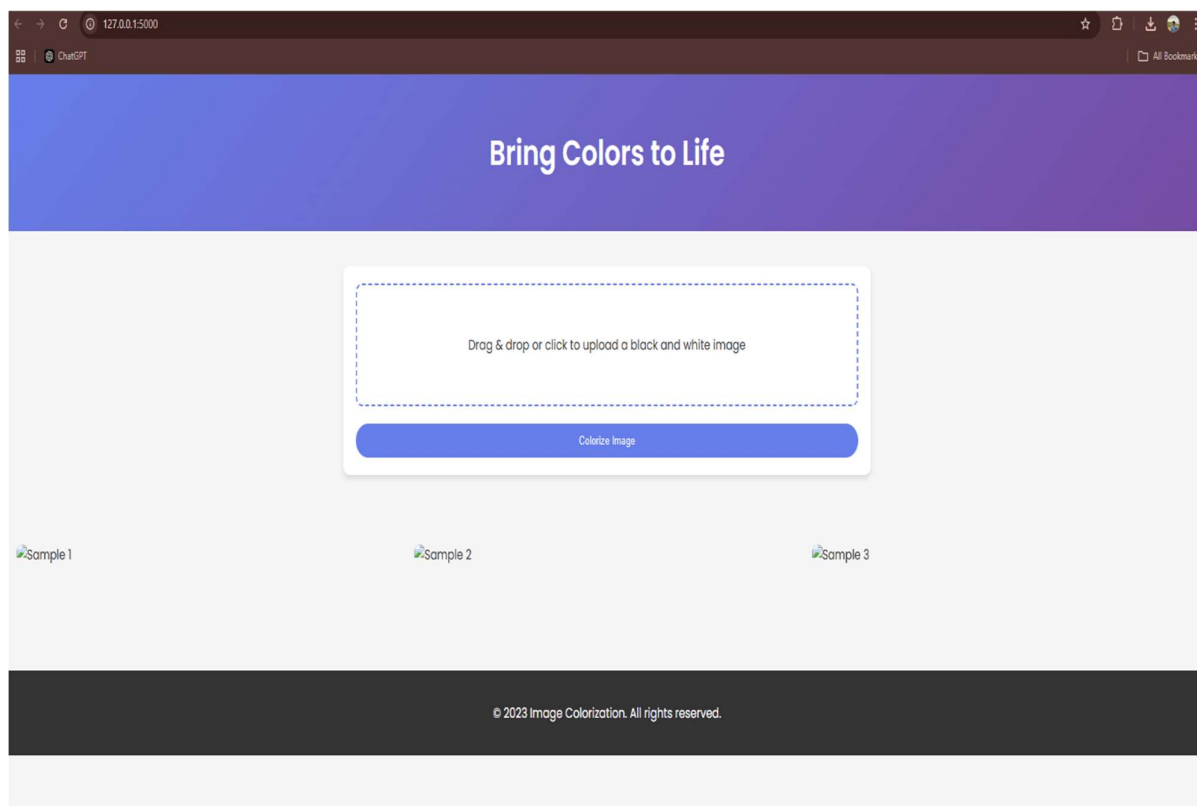 127.0.0.1:5000
ChatGPT
All Bookmark
Bring Colors to Life
Drag & drop or click to upload a black and white image
Colorize Image
Sample 1
Sample 2
Sample 3
© 2023 Image Colorization. All rights reserved.